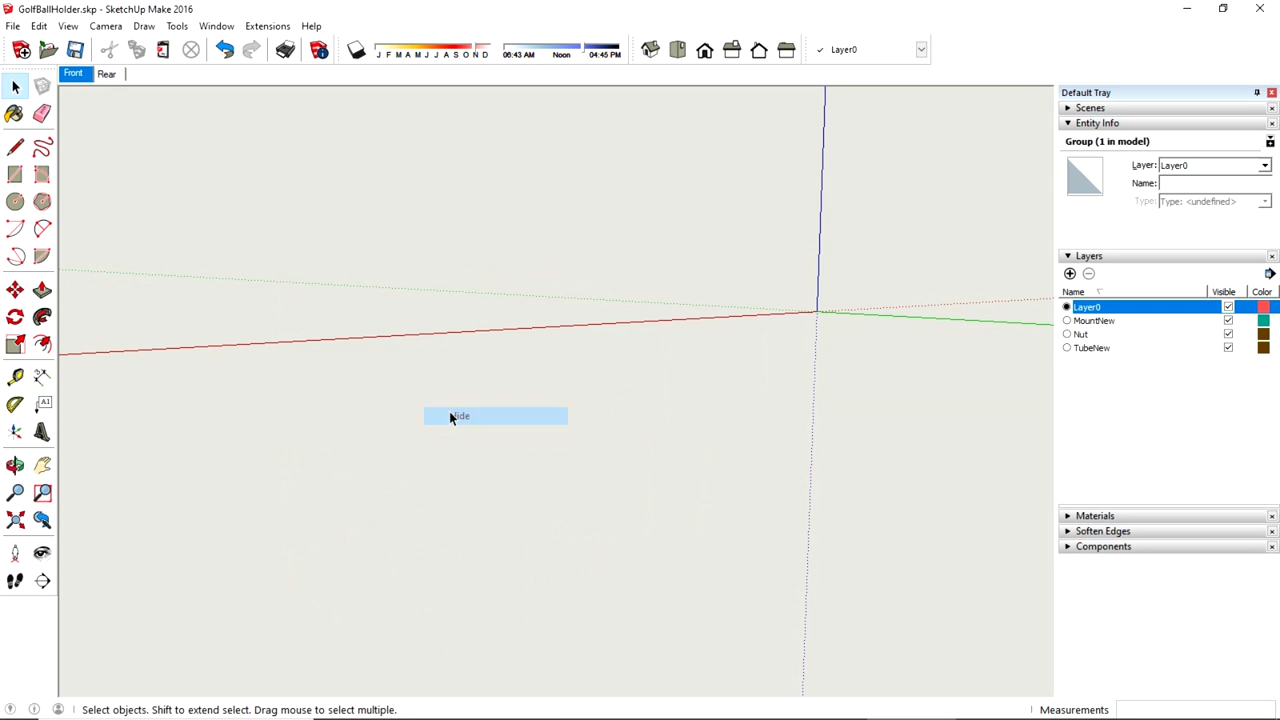 GolfBallHolder.skp - SketchUp Make 2016
File Edit View Camera Draw Tools Window Extensions Help
J F M A M J J A S O N D
06:43 AM Noon 04:45 PM
Layer0
Front Rear
Default Tray
Scenes
Entity Info
Group (1 in model)
Layer: Layer0
Name:
Type: Type: <undefined>
Layers
Name Visible Color
Layer0
MountNew
Nut
TubeNew
A1
Materials
Soften Edges
Components
Select objects. Shift to extend select. Drag mouse to select multiple.
Measurements